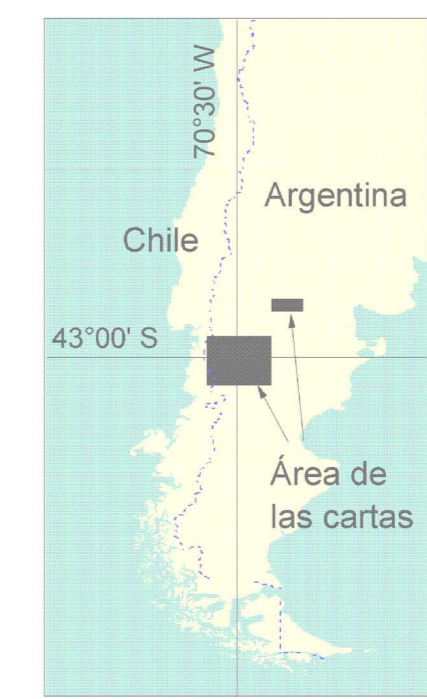 70°30' W
Argentina
Chile
43°00' S
Área de
las cartas